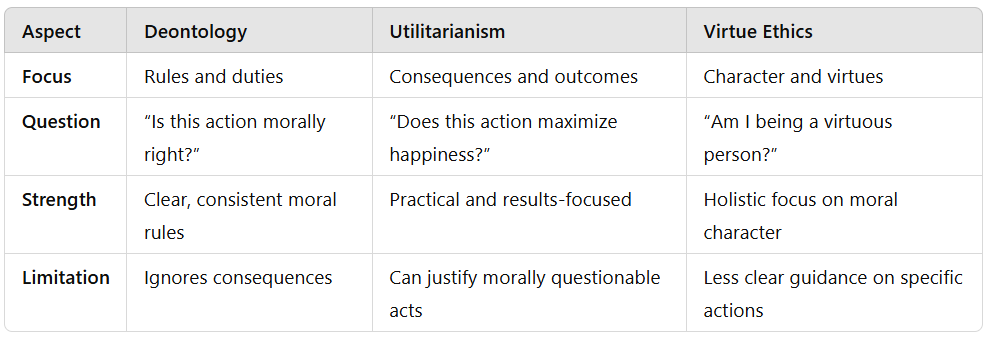 Aspect Deontology Utilitarianism Virtue Ethics
Focus Rules and duties Consequences and outcomes Character and virtues
Question “Is this action morally “Does this action maximize “Am I being a virtuous
right?” happiness?” person?”
Strength Clear, consistent moral Practical and results-focused Holistic focus on moral
rules character
Limitation Ignores consequences Can justify morally questionable Less clear guidance on specific
acts actions